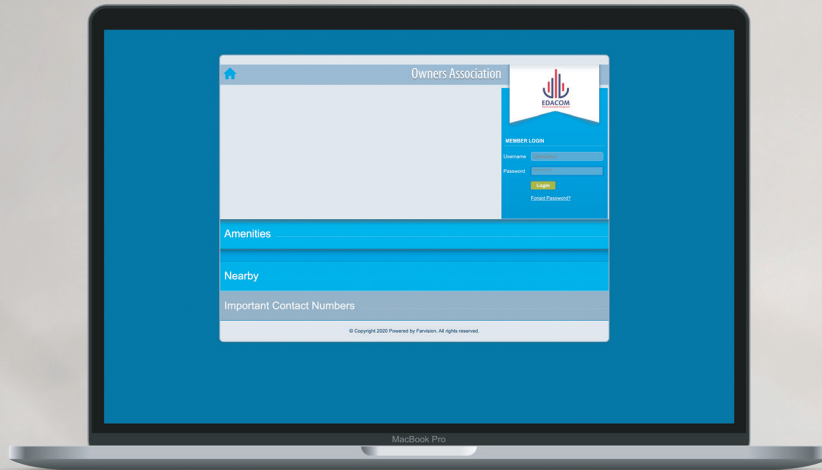 Owners Association
EDACOM
MEMBER LOGIN
Username
Password
Login
Forgot Password?
Amenities
Nearby
Important Contact Numbers
© Copyright 2020 Powered by Farvision. All rights reserved.
MacBook Pro